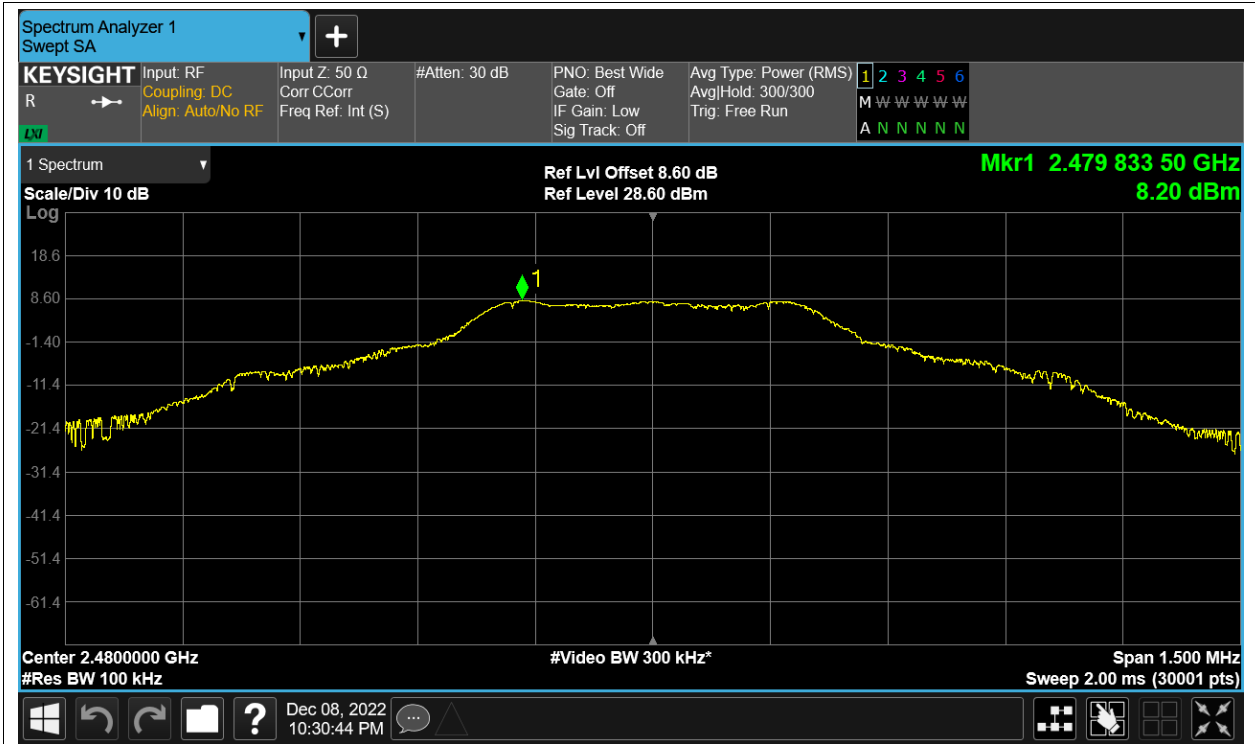 Spectrum Analyzer 1
Swept SA
+
KEYSIGHT
R
LXI
Input: RF
Coupling: DC
Align: Auto/No RF
Input Z: 50 Ω
Corr CCorr
Freq Ref: Int (S)
#Atten: 30 dB
PNO: Best Wide
Gate: Off
IF Gain: Low
Sig Track: Off
Avg Type: Power (RMS)
Avg|Hold: 300/300
Trig: Free Run
1 2 3 4 5 6
M W W W W W
A N N N N N
1 Spectrum
Scale/Div 10 dB
Log
Ref Lvl Offset 8.60 dB
Ref Level 28.60 dBm
Mkr1 2.479 833 50 GHz
8.20 dBm
1
18.6
8.60
-1.40
-11.4
-21.4
-31.4
-41.4
-51.4
-61.4
Center 2.4800000 GHz
#Res BW 100 kHz
#Video BW 300 kHz*
Span 1.500 MHz
Sweep 2.00 ms (30001 pts)
?
Dec 08, 2022
10:30:44 PM